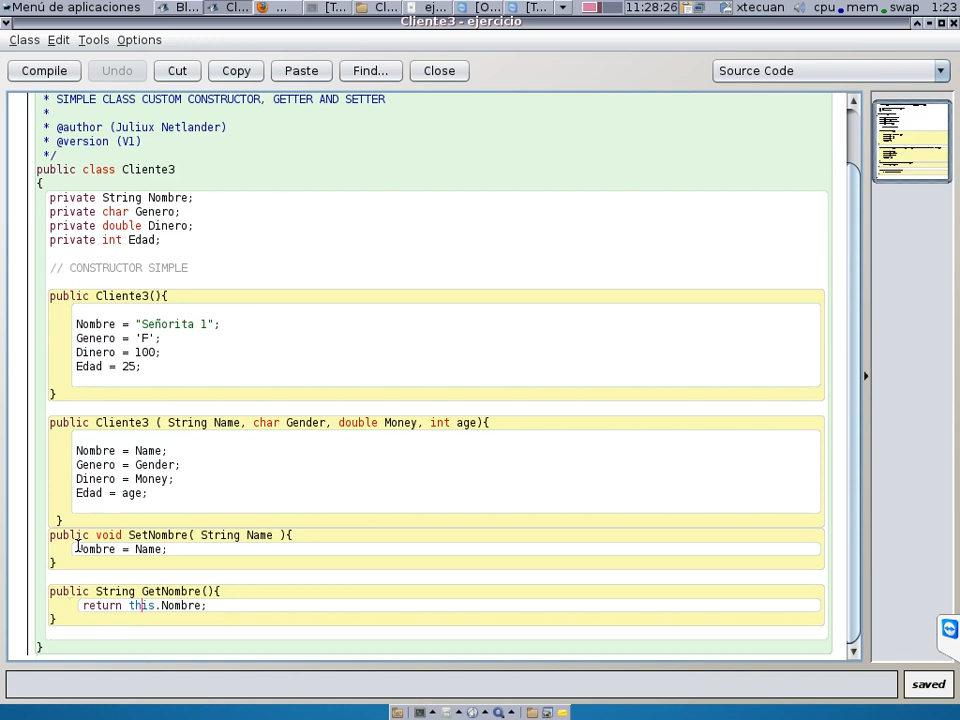 Menú de aplicaciones Bl... Cl... ... [T... Cl... ej... [O... [T... 11:28:26 xtecuan cpu mem swap 1:23
Cliente3 - ejercicio
Class Edit Tools Options
Compile Undo Cut Copy Paste Find... Close Source Code
* SIMPLE CLASS CUSTOM CONSTRUCTOR, GETTER AND SETTER
*
* @author (Juliux Netlander)
* @version (V1)
*/
public class Cliente3
{
private String Nombre;
private char Genero;
private double Dinero;
private int Edad;
// CONSTRUCTOR SIMPLE
public Cliente3(){
Nombre = "Señorita 1";
Genero = 'F';
Dinero = 100;
Edad = 25;
}
public Cliente3 ( String Name, char Gender, double Money, int age){
Nombre = Name;
Genero = Gender;
Dinero = Money;
Edad = age;
}
public void SetNombre( String Name ){
Nombre = Name;
}
public String GetNombre(){
return this.Nombre;
}
}
saved